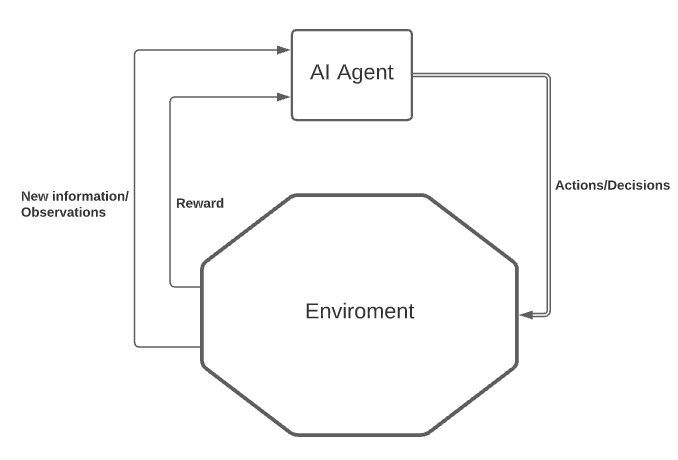 AI Agent
New information/
Observations
Reward
Actions/Decisions
Enviroment